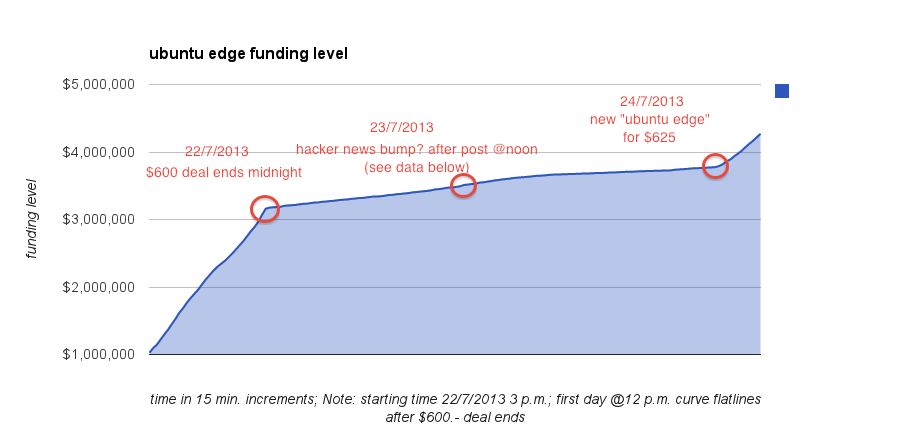 ubuntu edge funding level
$5,000,000
24/7/2013
new "ubuntu edge"
for $625
23/7/2013
hacker news bump? after post @noon
(see data below)
22/7/2013
$600 deal ends midnight
$4,000,000
$3,000,000
$2,000,000
$1,000,000
funding level
time in 15 min. increments; Note: starting time 22/7/2013 3 p.m.; first day @12 p.m. curve flatlines
after $600.- deal ends